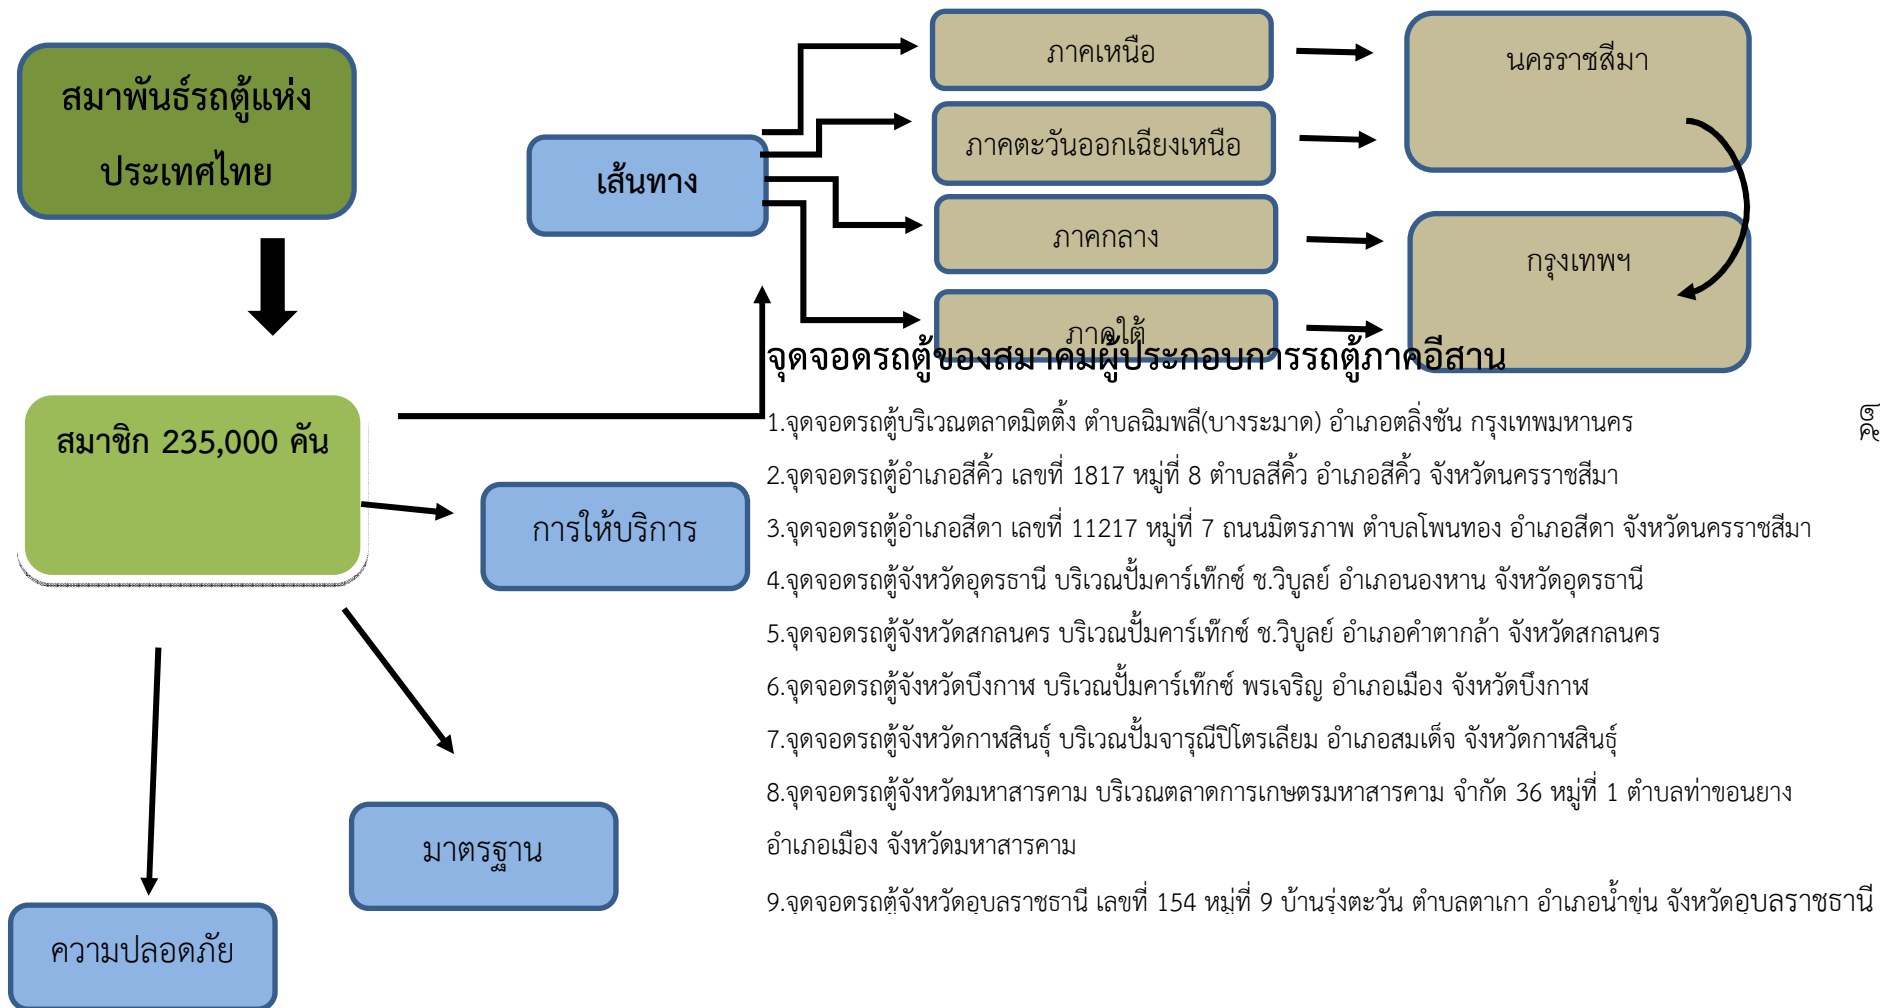 สมาพันธ์รถตู้แห่ง
ประเทศไทย
สมาชิก 235,000 คัน
เส้นทาง
การให้บริการ
มาตรฐาน
ความปลอดภัย
ภาคเหนือ
ภาคตะวันออกเฉียงเหนือ
ภาคกลาง
ภาคใต้
นครราชสีมา
กรุงเทพฯ
จุดจอดรถตู้ของสมาคมผู้ประกอบการรถตู้ภาคอีสาน
1.จุดจอดรถตู้บริเวณตลาดมิตติ้ง ตำบลฉิมพลี(บางระมาด) อำเภอตลิ่งชัน กรุงเทพมหานคร
2.จุดจอดรถตู้อำเภอสีคิ้ว เลขที่ 1817 หมู่ที่ 8 ตำบลสีคิ้ว อำเภอสีคิ้ว จังหวัดนครราชสีมา
3.จุดจอดรถตู้อำเภอสีดา เลขที่ 11217 หมู่ที่ 7 ถนนมิตรภาพ ตำบลโพนทอง อำเภอสีดา จังหวัดนครราชสีมา
4.จุดจอดรถตู้จังหวัดอุดรธานี บริเวณปั้มคาร์เท๊กซ์ ช.วิบูลย์ อำเภอนองหาน จังหวัดอุดรธานี
5.จุดจอดรถตู้จังหวัดสกลนคร บริเวณปั้มคาร์เท๊กซ์ ช.วิบูลย์ อำเภอคำตากล้า จังหวัดสกลนคร
6.จุดจอดรถตู้จังหวัดบึงกาฬ บริเวณปั้มคาร์เท๊กซ์ พรเจริญ อำเภอเมือง จังหวัดบึงกาฬ
7.จุดจอดรถตู้จังหวัดกาฬสินธุ์ บริเวณปั้มจารุณีปิโตรเลียม อำเภอสมเด็จ จังหวัดกาฬสินธุ์
8.จุดจอดรถตู้จังหวัดมหาสารคาม บริเวณตลาดการเกษตรมหาสารคาม จำกัด 36 หมู่ที่ 1 ตำบลท่าขอนยาง
อำเภอเมือง จังหวัดมหาสารคาม
9.จุดจอดรถตู้จังหวัดอุบลราชธานี เลขที่ 154 หมู่ที่ 9 บ้านรุ่งตะวัน ตำบลตาเกา อำเภอน้ำขุ่น จังหวัดอุบลราชธานี
๒๕